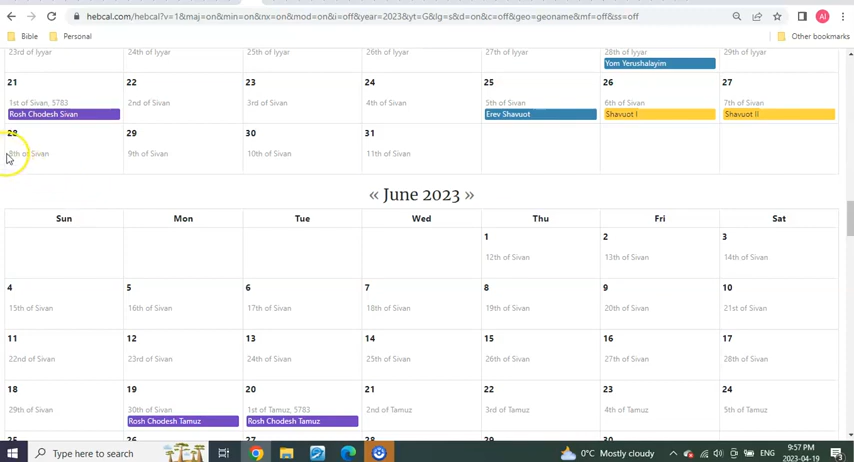 hebcal.com/hebcal?v=1&maj=on&min=on&nx=on&mod=on&i=off&year=2023&yt=G&lg=s&d=on&c=off&geo=geoname&mf=off&ss=off
AI
Bible Personal Other bookmarks
23rd of Iyyar 24th of Iyyar 25th of Iyyar 26th of Iyyar 27th of Iyyar 28th of Iyyar 29th of Iyyar
Yom Yerushalayim
21 22 23 24 25 26 27
1st of Sivan, 5783 2nd of Sivan 3rd of Sivan 4th of Sivan 5th of Sivan 6th of Sivan 7th of Sivan
Rosh Chodesh Sivan Erev Shavuot Shavuot I Shavuot II
28 29 30 31
8th of Sivan 9th of Sivan 10th of Sivan 11th of Sivan
« June 2023 »
Sun Mon Tue Wed Thu Fri Sat
1 2 3
12th of Sivan 13th of Sivan 14th of Sivan
4 5 6 7 8 9 10
15th of Sivan 16th of Sivan 17th of Sivan 18th of Sivan 19th of Sivan 20th of Sivan 21st of Sivan
11 12 13 14 15 16 17
22nd of Sivan 23rd of Sivan 24th of Sivan 25th of Sivan 26th of Sivan 27th of Sivan 28th of Sivan
18 19 20 21 22 23 24
29th of Sivan 30th of Sivan 1st of Tamuz, 5783 2nd of Tamuz 3rd of Tamuz 4th of Tamuz 5th of Tamuz
Rosh Chodesh Tamuz Rosh Chodesh Tamuz
25 26 27 28 29 30
Type here to search 0°C Mostly cloudy ENG 9:57 PM
2023-04-19 3